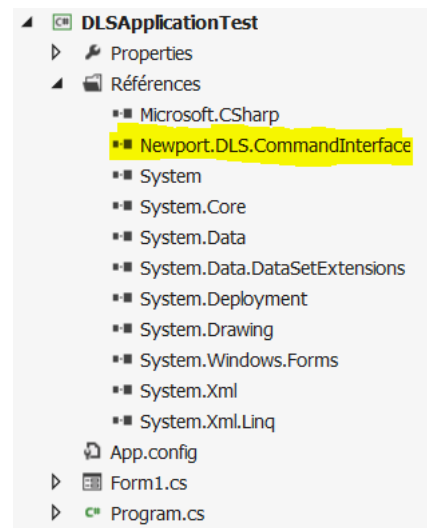 C# DLSApplicationTest
Properties
Références
Microsoft.CSharp
Newport.DLS.CommandInterface
System
System.Core
System.Data
System.Data.DataSetExtensions
System.Deployment
System.Drawing
System.Windows.Forms
System.Xml
System.Xml.Linq
App.config
Form1.cs
C# Program.cs